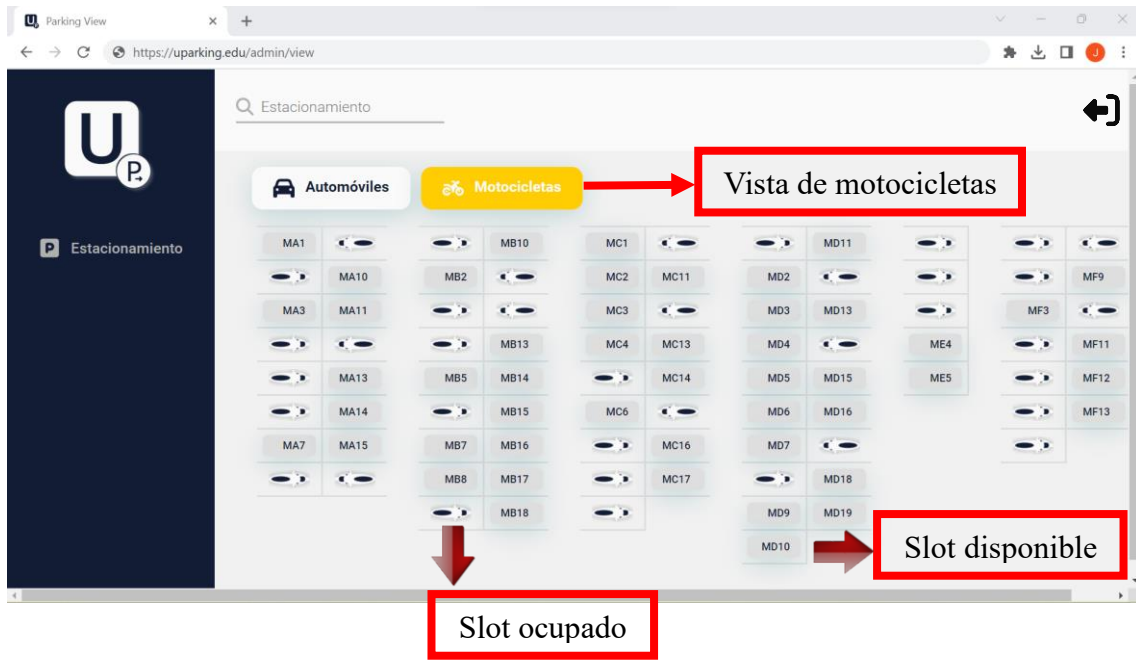 Parking View
https://uparking.edu/admin/view
J
U
P
Estacionamiento
Automóviles
Motocicletas
Vista de motocicletas
P Estacionamiento
MA1 MB10 MC1 MD11
MA10 MB2 MC2 MC11 MD2 MF9
MA3 MA11 MC3 MD3 MD13 MF3
MB13 MC4 MC13 MD4 ME4 MF11
MA13 MB5 MB14 MC14 MD5 MD15 ME5 MF12
MA14 MB15 MC6 MD6 MD16 MF13
MA7 MA15 MB7 MB16 MC16 MD7
MB8 MB17 MC17 MD18
MB18 MD9 MD19
MD10
Slot disponible
Slot ocupado